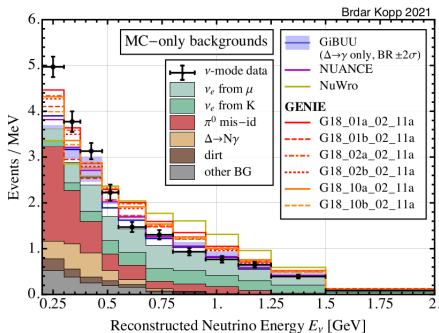 Brdar Kopp 2021
MC-only backgrounds
ν-mode data
νe from μ
νe from K
π0 mis-id
Δ→Nγ
dirt
other BG
GiBUU
(Δ→γ only, BR ±2σ)
NUANCE
NuWro
GENIE
G18_01a_02_11a
G18_01b_02_11a
G18_02a_02_11a
G18_02b_02_11a
G18_10a_02_11a
G18_10b_02_11a
Events / MeV
6.
5.
4.
3.
2.
1.
0.
0.25 0.5 0.75 1. 1.25 1.5 1.75 2.
Reconstructed Neutrino Energy Eν [GeV]